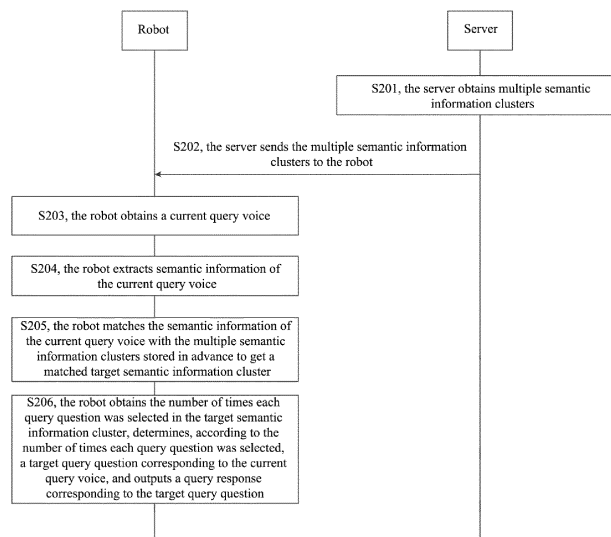 Robot
Server
S201, the server obtains multiple semantic
information clusters
S202, the server sends the multiple semantic information
clusters to the robot
S203, the robot obtains a current query voice
S204, the robot extracts semantic information of
the current query voice
S205, the robot matches the semantic information of
the current query voice with the multiple semantic
information clusters stored in advance to get a
matched target semantic information cluster
S206, the robot obtains the number of times each
query question was selected in the target semantic
information cluster, determines, according to the
number of times each query question was selected,
a target query question corresponding to the current
query voice, and outputs a query response
corresponding to the target query question